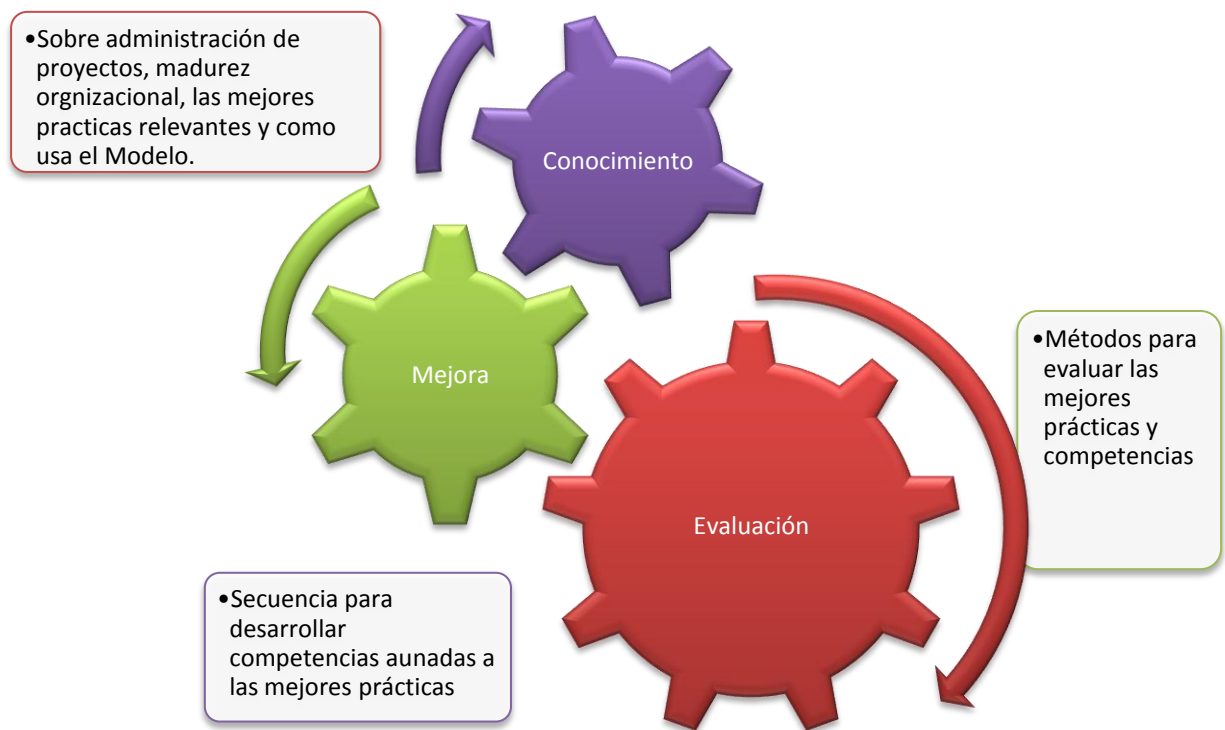 •Sobre administración de
proyectos, madurez
orgnizacional, las mejores
practicas relevantes y como
usa el Modelo.
Conocimiento
Mejora
•Métodos para
evaluar las
mejores
prácticas y
competencias
Evaluación
•Secuencia para
desarrollar
competencias aunadas a
las mejores prácticas